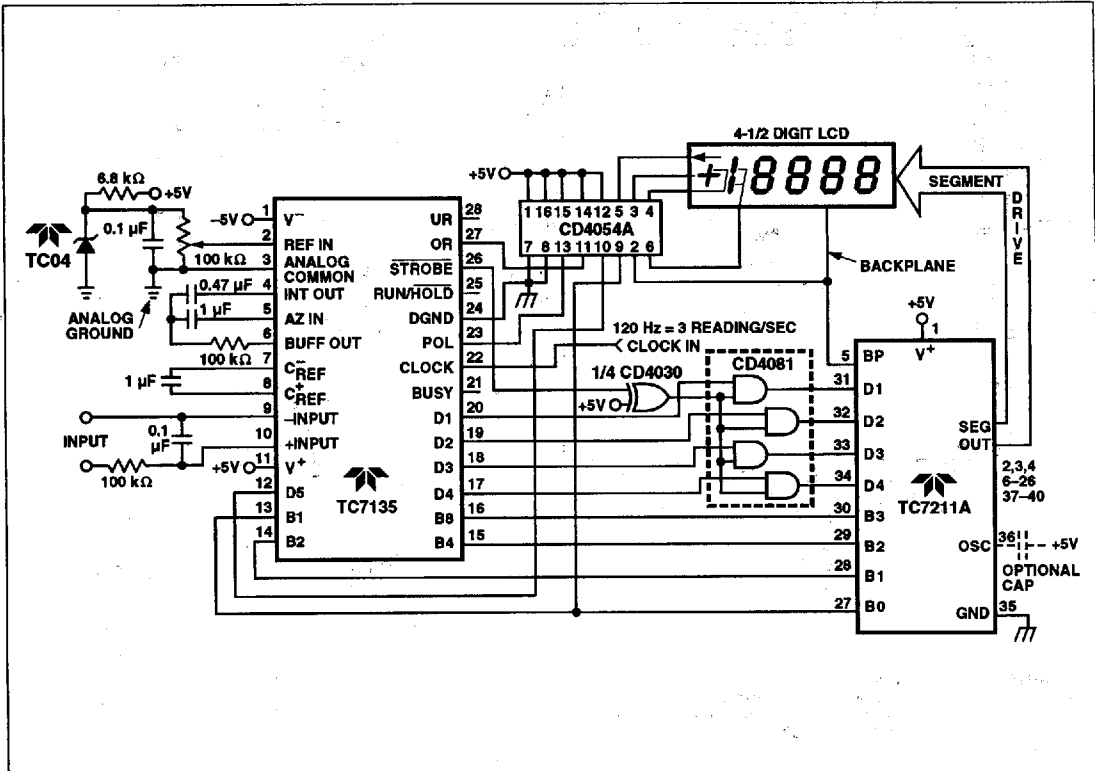 4-1/2 DIGIT LCD
+18888
SEGMENT
DRIVE
BACKPLANE
+5V
1 16 15 14 12 5 3 4
CD4054A
7 8 13 11 10 9 2 6
6.8 kΩ
+5V
0.1 µF
TC04
100 kΩ
ANALOG
GROUND
0.47 µF
1 µF
100 kΩ
1 µF
INPUT
0.1
µF
100 kΩ
-5V
+5V
1 V−
2 REF IN
3 ANALOG
COMMON
4 INT OUT
5 AZ IN
6 BUFF OUT
7 C−REF
8 C+REF
9 –INPUT
10 +INPUT
11 V+
12 D5
13 B1
14 B2
TC7135
UR 28
OR 27
STROBE 26
RUN/HOLD 25
DGND 24
POL 23
CLOCK 22
BUSY 21
D1 20
D2 19
D3 18
D4 17
B8 16
B4 15
120 Hz = 3 READING/SEC
CLOCK IN
1/4 CD4030
+5V
CD4081
+5V
1
V+
5 BP
31 D1
32 D2
33 D3
34 D4
30 B3
29 B2
28 B1
27 B0
SEG
OUT
TC7211A
2,3,4
6–26
37–40
OSC 36
+5V
OPTIONAL
CAP
GND 35